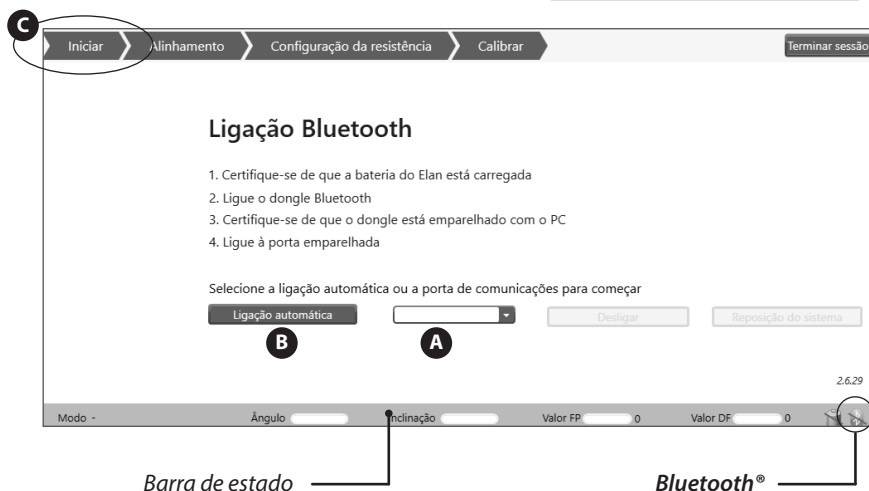 C
Iniciar Alinhamento Configuração da resistência Calibrar Terminar sessão
Ligação Bluetooth
1. Certifique-se de que a bateria do Elan está carregada
2. Ligue o dongle Bluetooth
3. Certifique-se de que o dongle está emparelhado com o PC
4. Ligue à porta emparelhada
Selecione a ligação automática ou a porta de comunicações para começar
Ligação automática Desligar Reposição do sistema
B A
2.6.29
Modo - Ângulo Inclinação Valor FP 0 Valor DF 0
Barra de estado Bluetooth®